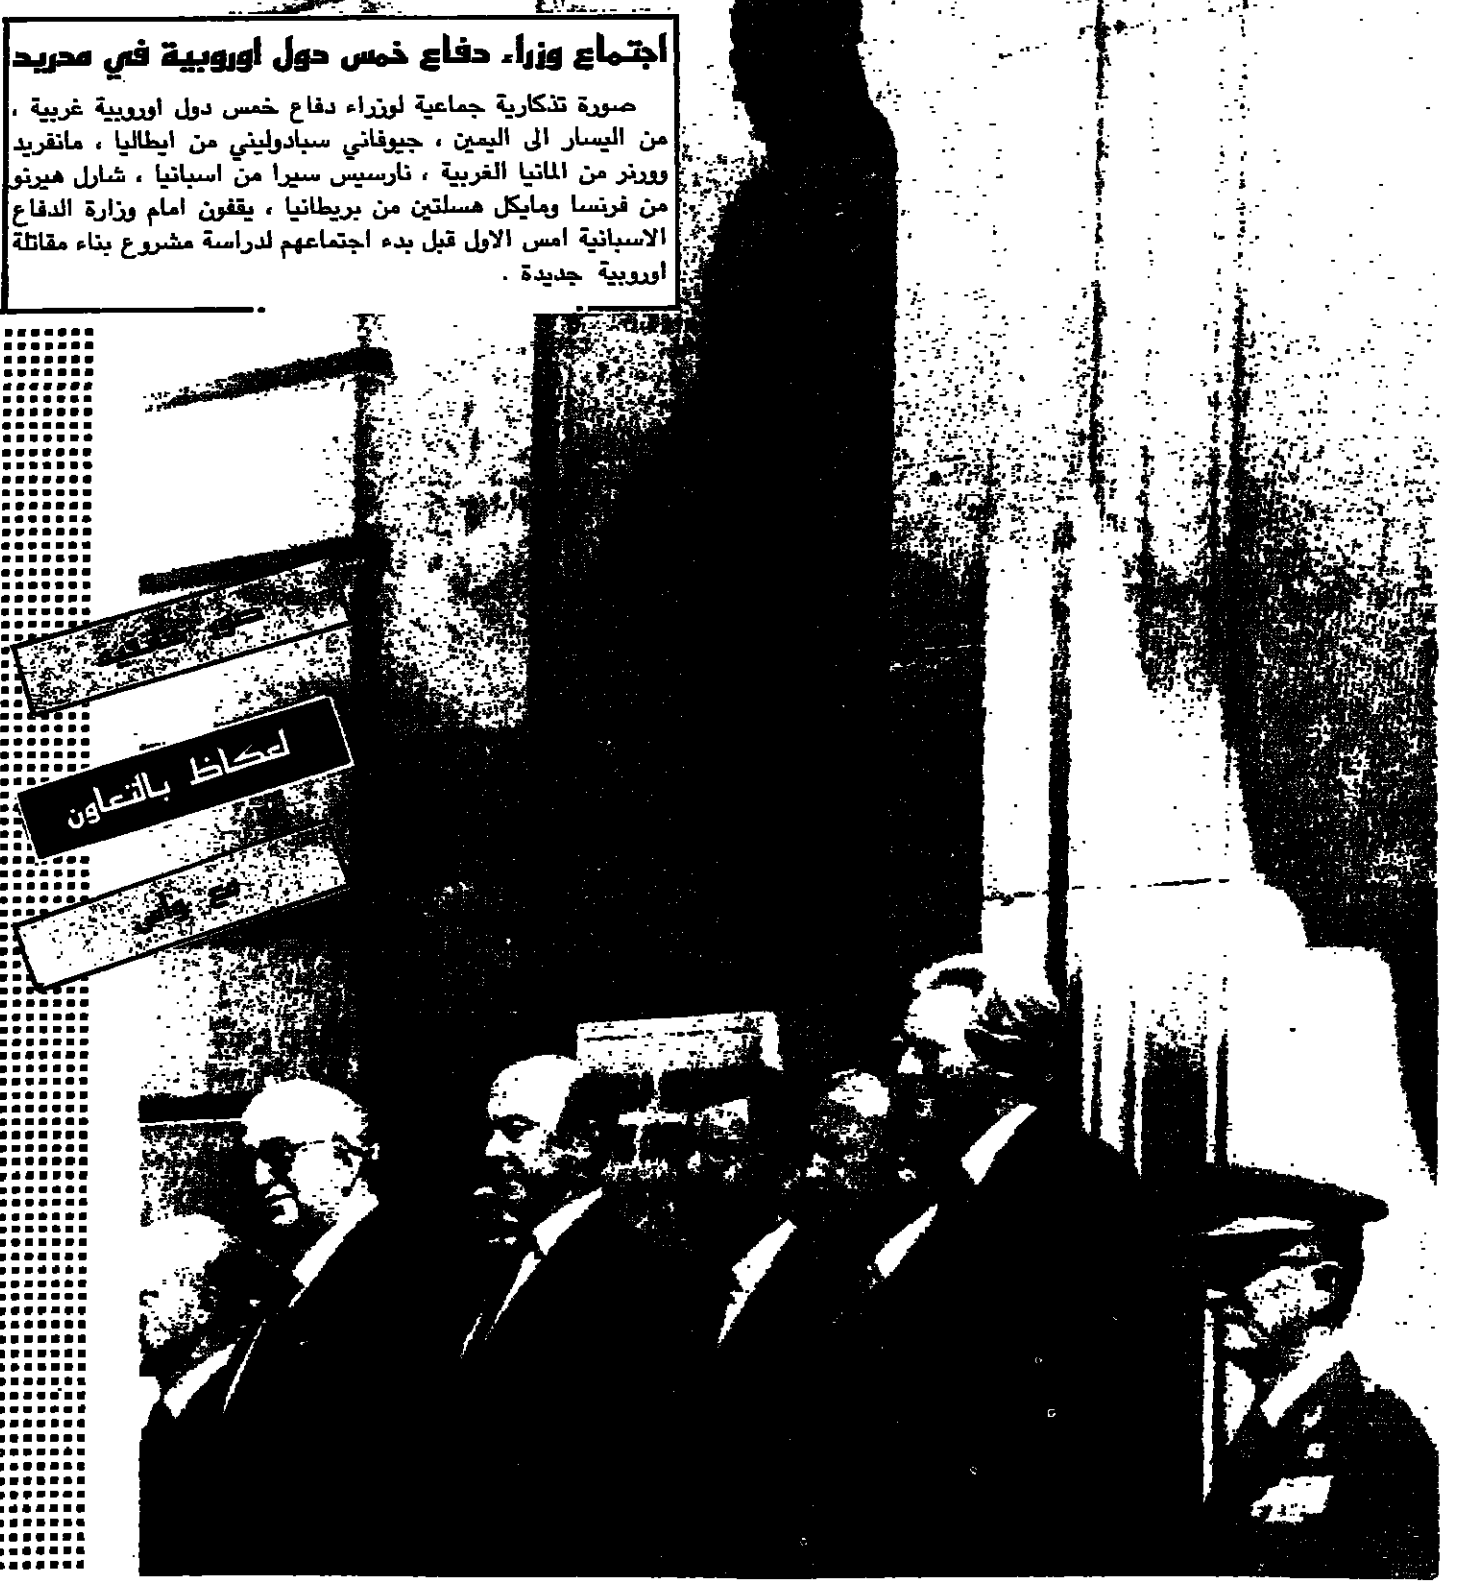 اجتماع وزراء دفاع خمس دول اوروبية في مدريد
صورة تذكارية جماعية لوزراء دفاع خمس دول اوروبية غربية ،
من اليسار الى اليمين ، جيوفاني سبادوليني من ايطاليا ، مانفريد
وورنر من المانيا الغربية ، نارسيس سيرا من اسبانيا ، شارل هيرنو
من فرنسا ومايكل هسلتين من بريطانيا ، يقفون امام وزارة الدفاع
الاسبانية امس الاول قبل بدء اجتماعهم لدراسة مشروع بناء مقاتلة
اوروبية جديدة .
لعكاظ بالتعاون
مع